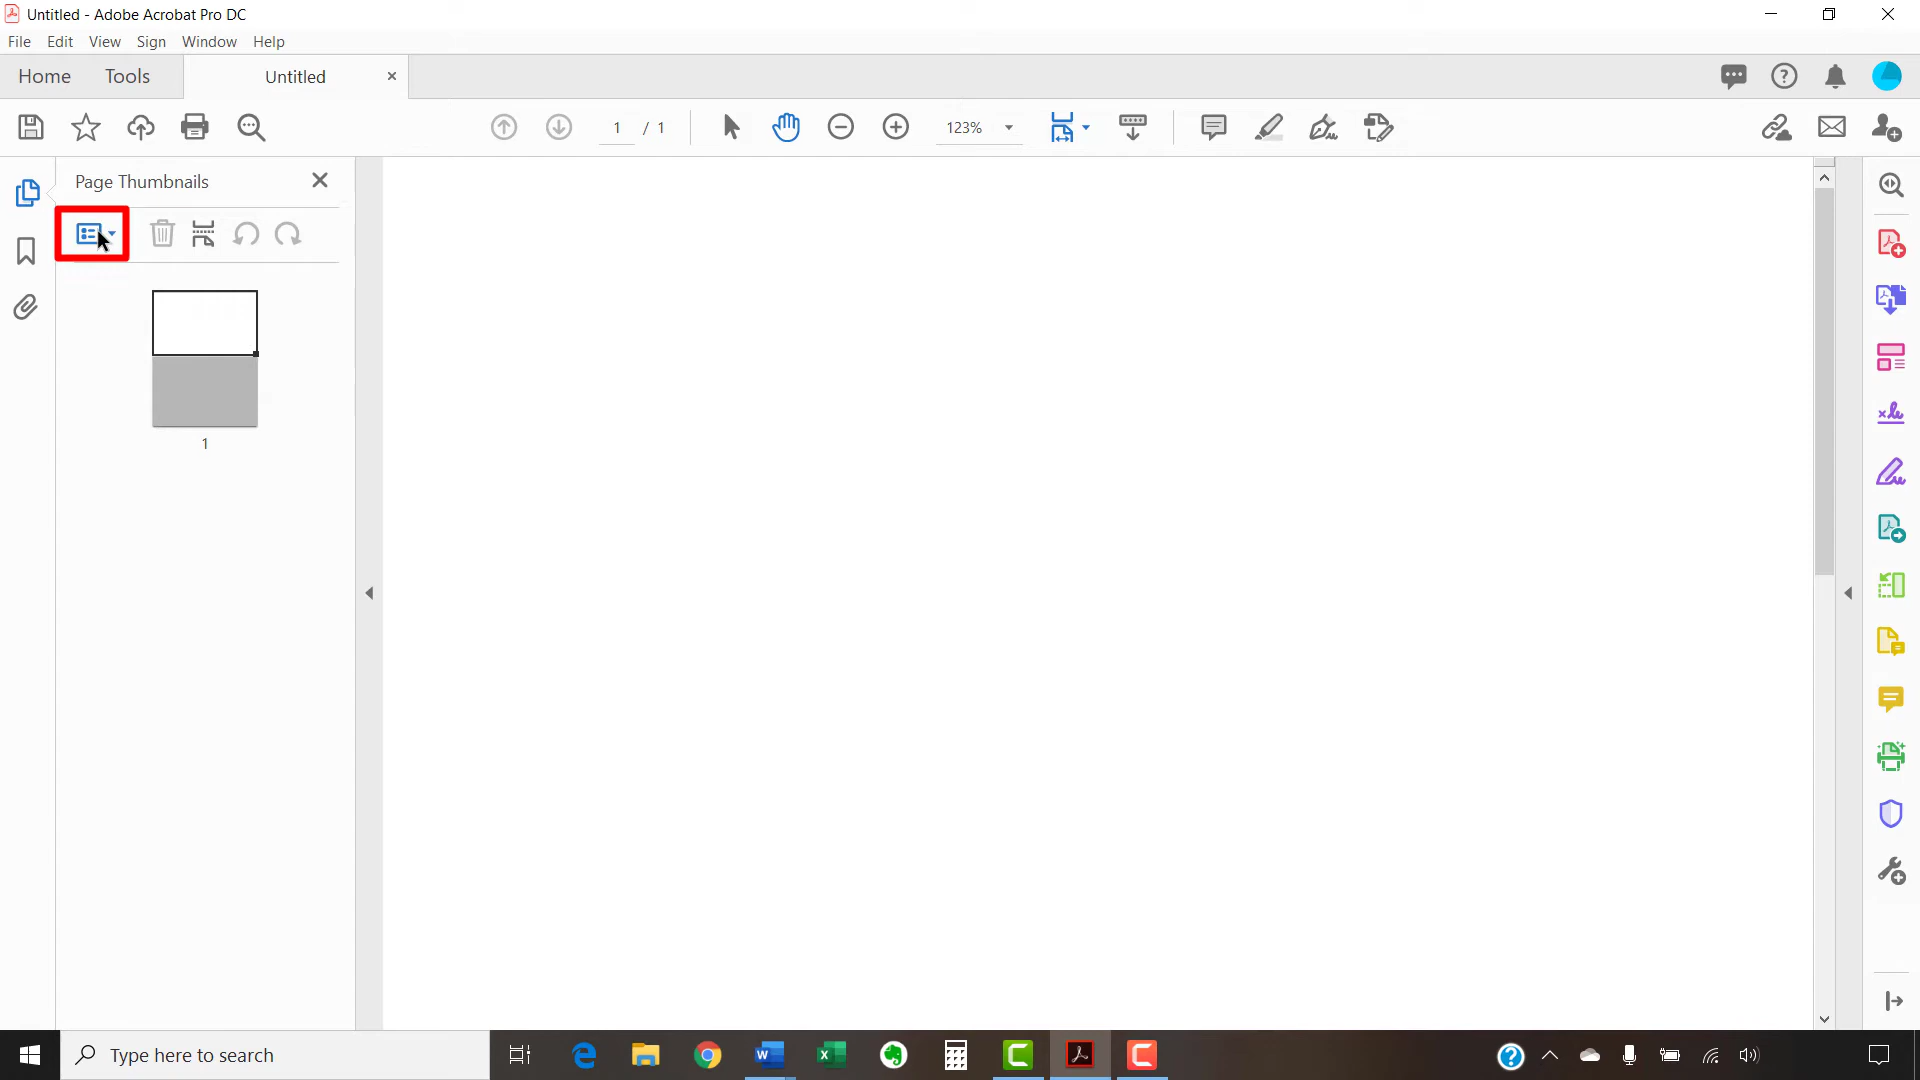 Untitled - Adobe Acrobat Pro DC
File Edit View Sign Window Help
Home Tools Untitled
1 / 1 123%
Page Thumbnails
1
Type here to search